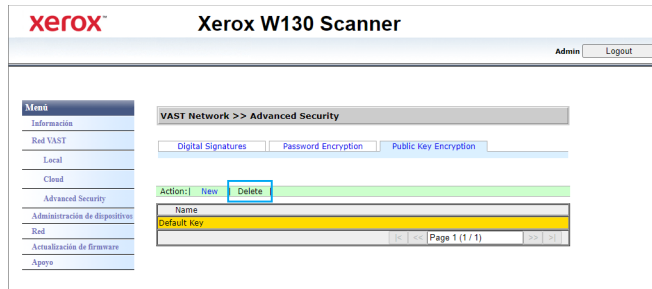 xerox™
Xerox W130 Scanner
Admin Logout
Menú
Información
Red VAST
Local
Cloud
Advanced Security
Administración de dispositivos
Red
Actualización de firmware
Apoyo
VAST Network >> Advanced Security
Digital Signatures Password Encryption Public Key Encryption
Action:| New | Delete |
Name
Default Key
|< << Page 1 (1 / 1) >> >|